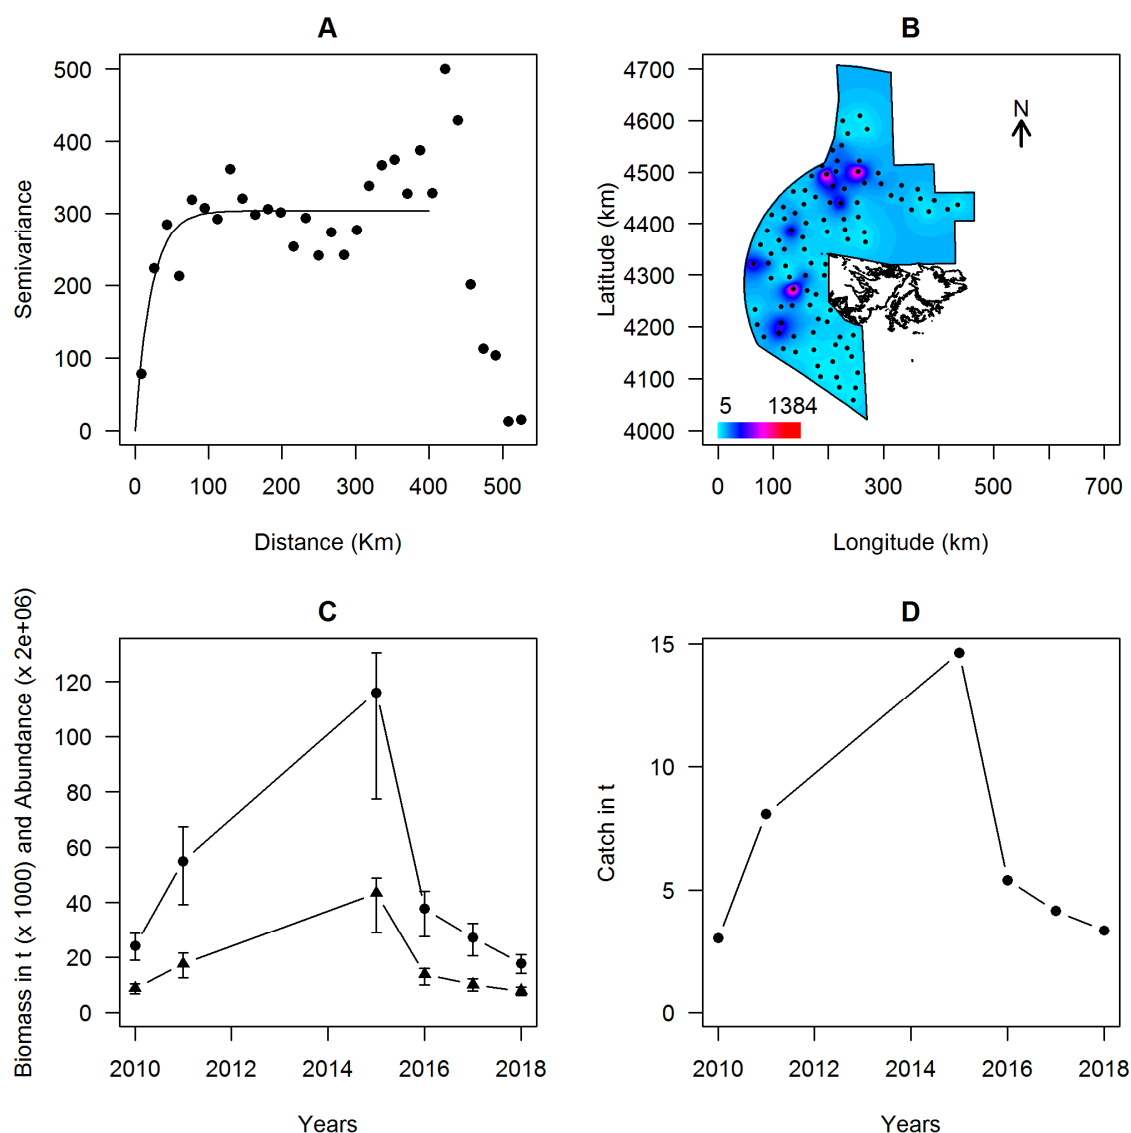 A
500
400
300
200
100
0
Semivariance
0 100 200 300 400 500
Distance (Km)
B
4700
4600
4500
4400
4300
4200
4100
4000
Latitude (km)
N
5 1384
0 100 300 500 700
Longitude (km)
C
120
100
80
60
40
20
0
Biomass in t (x 1000) and Abundance (x 2e+06)
2010 2012 2014 2016 2018
Years
D
15
10
5
0
Catch in t
2010 2012 2014 2016 2018
Years